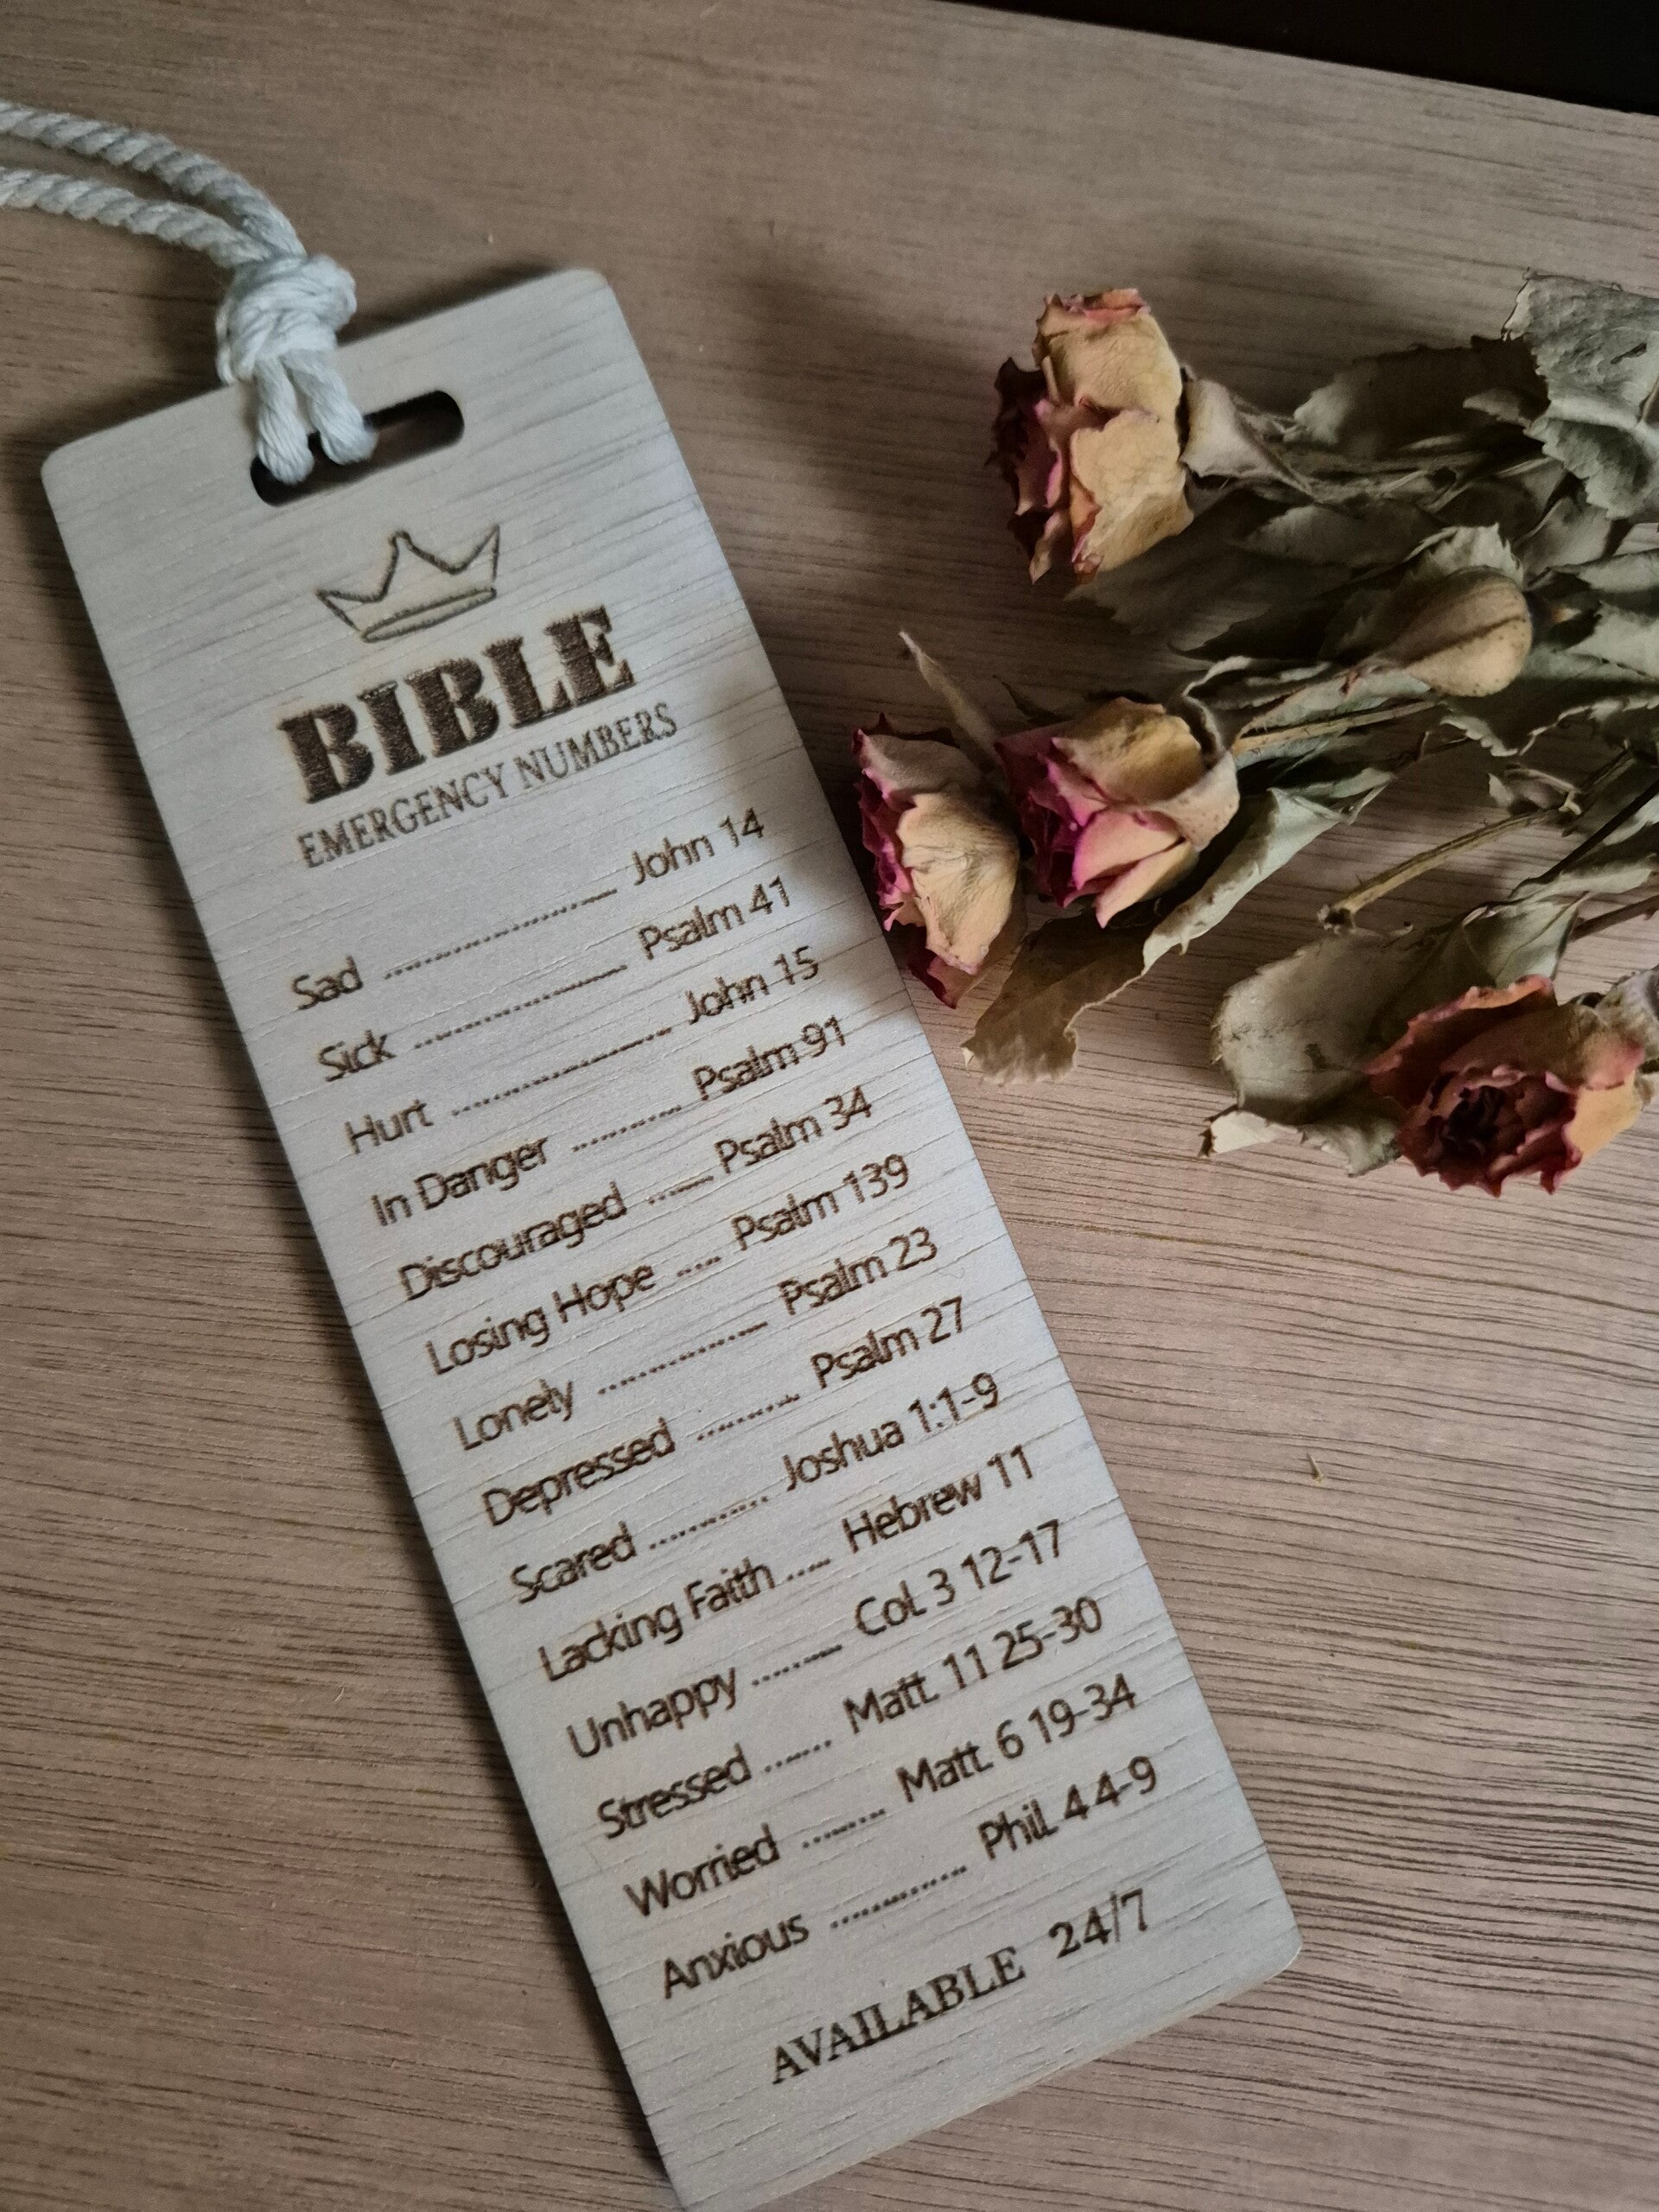 BIBLE
EMERGENCY NUMBERS
Sad .......................... John 14
Sick ........................ Psalm 41
Hurt ......................... John 15
In Danger ............. Psalm 91
Discouraged ....... Psalm 34
Losing Hope ..... Psalm 139
Lonely ................... Psalm 23
Depressed ............ Psalm 27
Scared ............. Joshua 1:1-9
Lacking Faith ..... Hebrew 11
Unhappy .......... Col. 3 12-17
Stressed ....... Matt. 11 25-30
Worried ......... Matt. 6 19-34
Anxious ............... Phil. 4 4-9
AVAILABLE 24/7